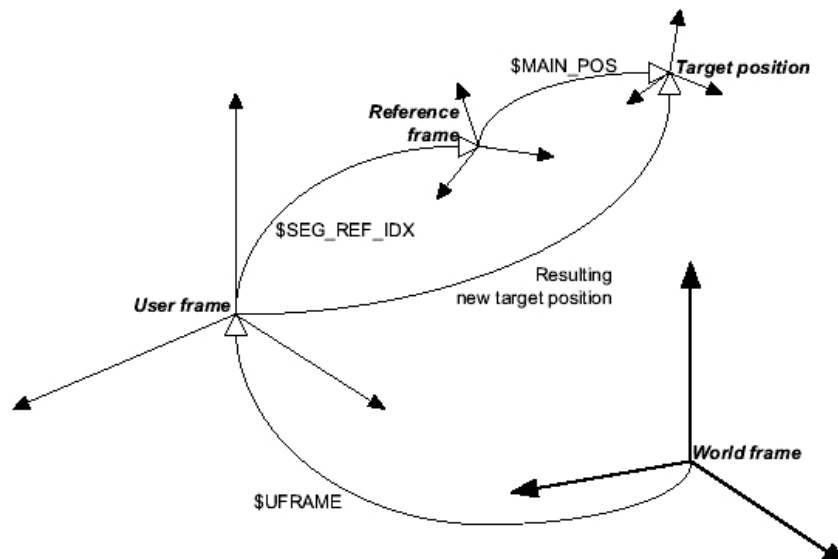 $MAIN_POS
Target position
Reference
frame
$SEG_REF_IDX
Resulting
new target position
User frame
World frame
$UFRAME